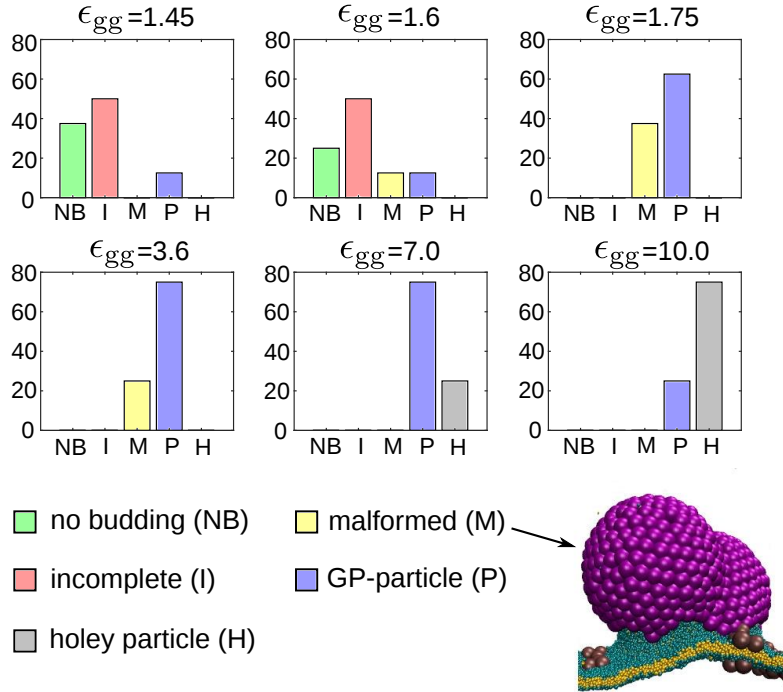 ϵgg=1.45 ϵgg=1.6 ϵgg=1.75
80 80 80
60 60 60
40 40 40
20 20 20
0 0 0
NB I M P H NB I M P H NB I M P H
ϵgg=3.6 ϵgg=7.0 ϵgg=10.0
80 80 80
60 60 60
40 40 40
20 20 20
0 0 0
NB I M P H NB I M P H NB I M P H
no budding (NB) malformed (M)
incomplete (I) GP-particle (P)
holey particle (H)